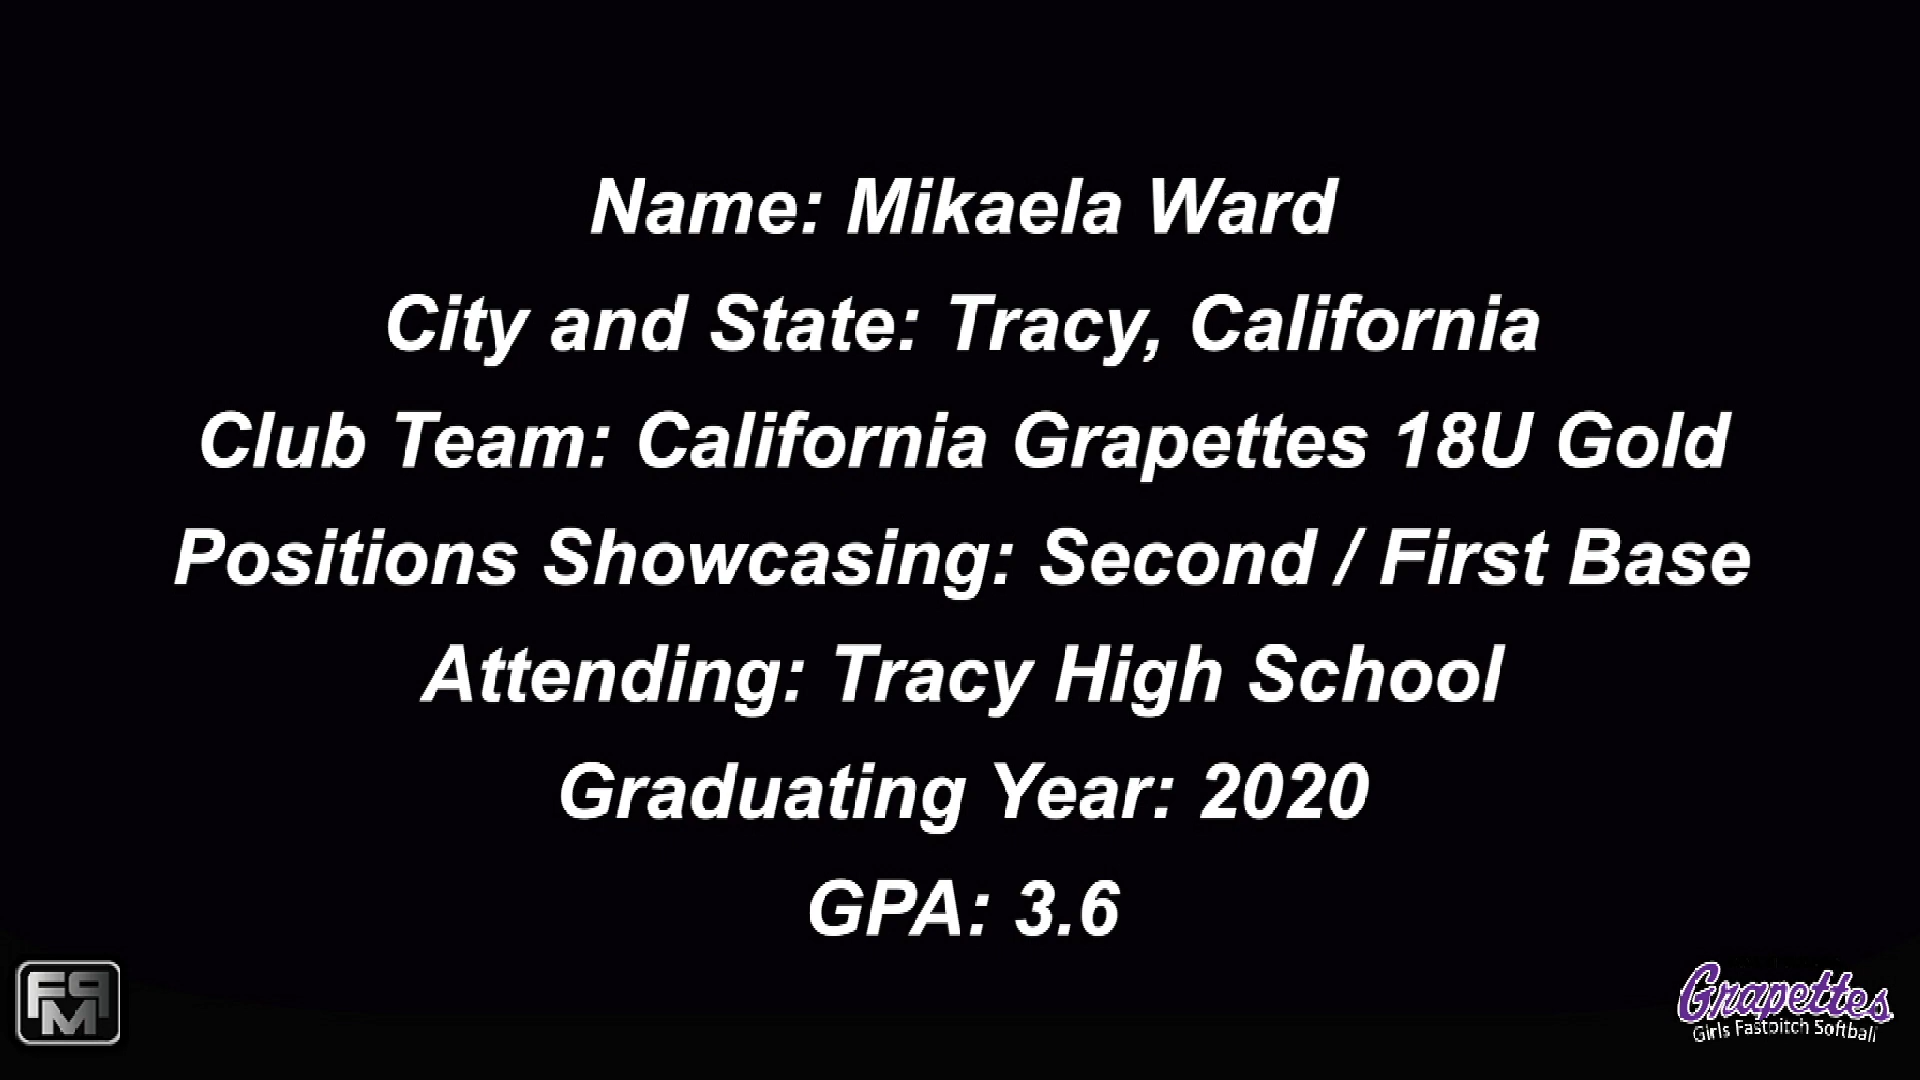 Name: Mikaela Ward
City and State: Tracy, California
Club Team: California Grapettes 18U Gold
Positions Showcasing: Second / First Base
Attending: Tracy High School
Graduating Year: 2020
GPA: 3.6
FPM
Grapettes
Girls Fastpitch Softball